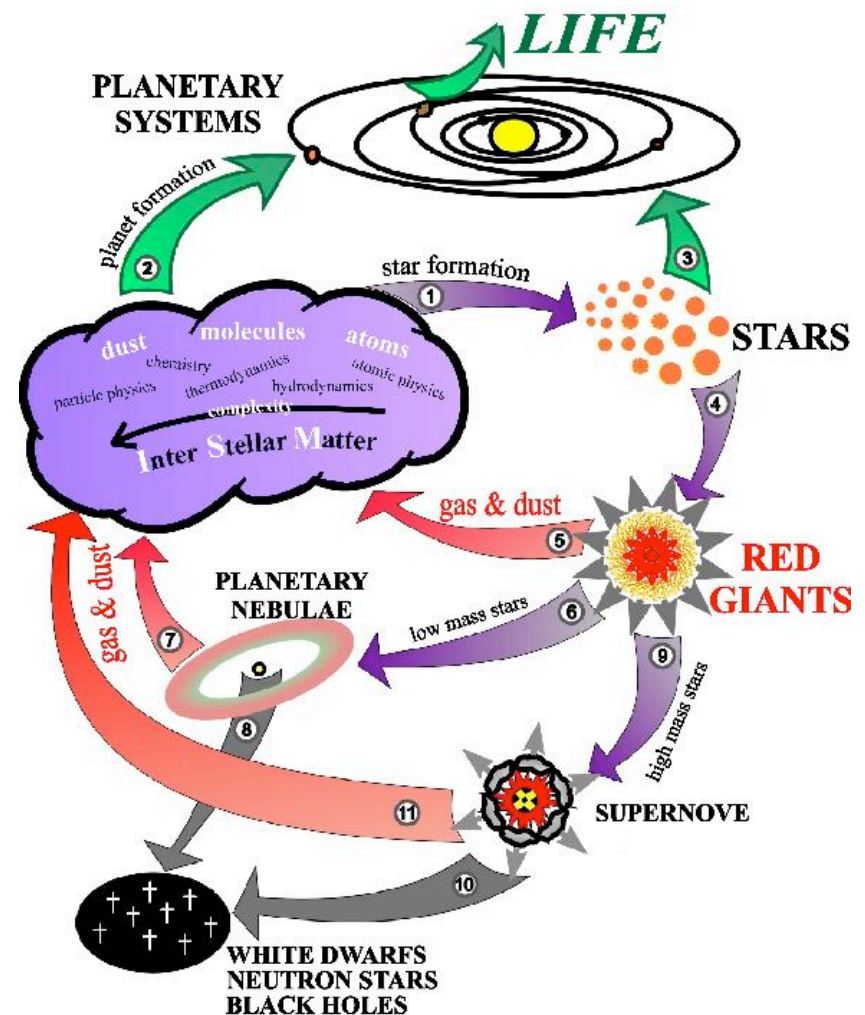 LIFE
PLANETARY
SYSTEMS
planet formation
2
star formation
1
3
STARS
dust molecules atoms
chemistry
particle physics thermodynamics atomic physics
hydrodynamics
complexity
Inter Stellar Matter
4
gas & dust
5
RED
GIANTS
gas & dust
PLANETARY
NEBULAE
7
low mass stars
6
8
9
high mass stars
11
SUPERNOVE
10
WHITE DWARFS
NEUTRON STARS
BLACK HOLES